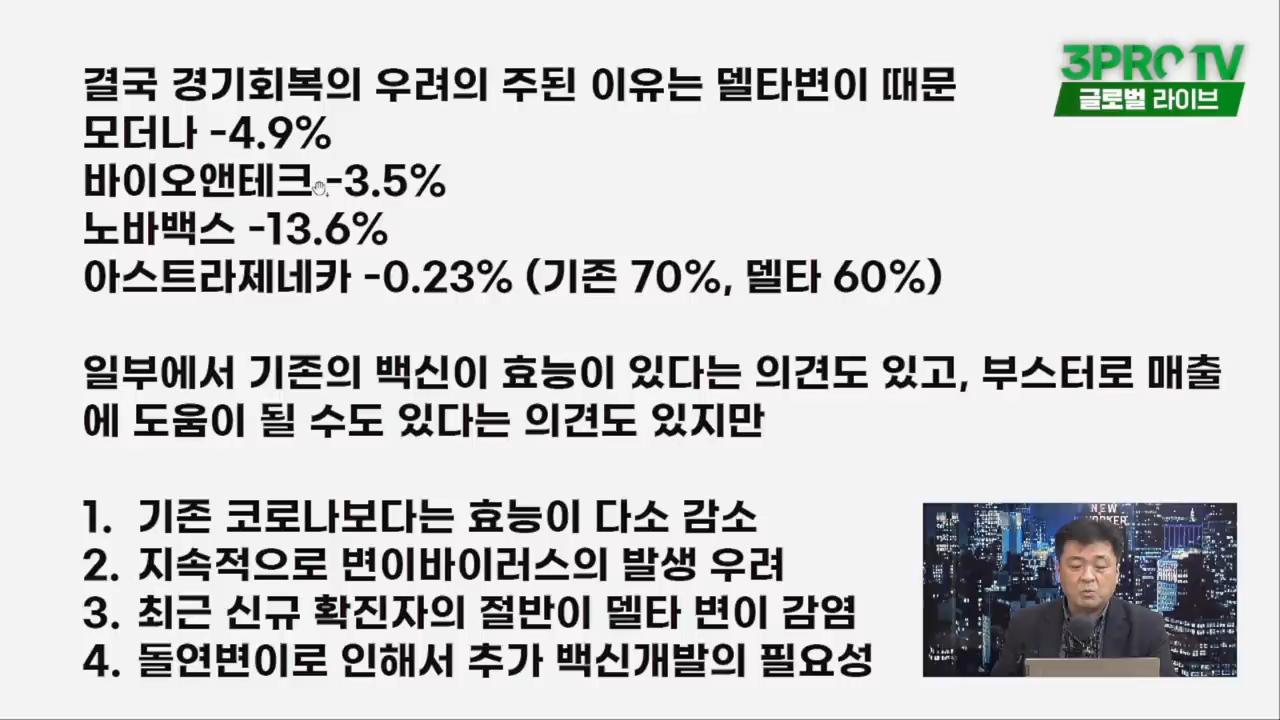 결국 경기회복의 우려의 주된 이유는 델타변이 때문
3PRO TV
글로벌 라이브
모더나 -4.9%
바이오앤테크 -3.5%
노바백스 -13.6%
아스트라제네카 -0.23% (기존 70%, 델타 60%)
일부에서 기존의 백신이 효능이 있다는 의견도 있고, 부스터로 매출
에 도움이 될 수도 있다는 의견도 있지만
1. 기존 코로나보다는 효능이 다소 감소
2. 지속적으로 변이바이러스의 발생 우려
3. 최근 신규 확진자의 절반이 델타 변이 감염
4. 돌연변이로 인해서 추가 백신개발의 필요성
NEW